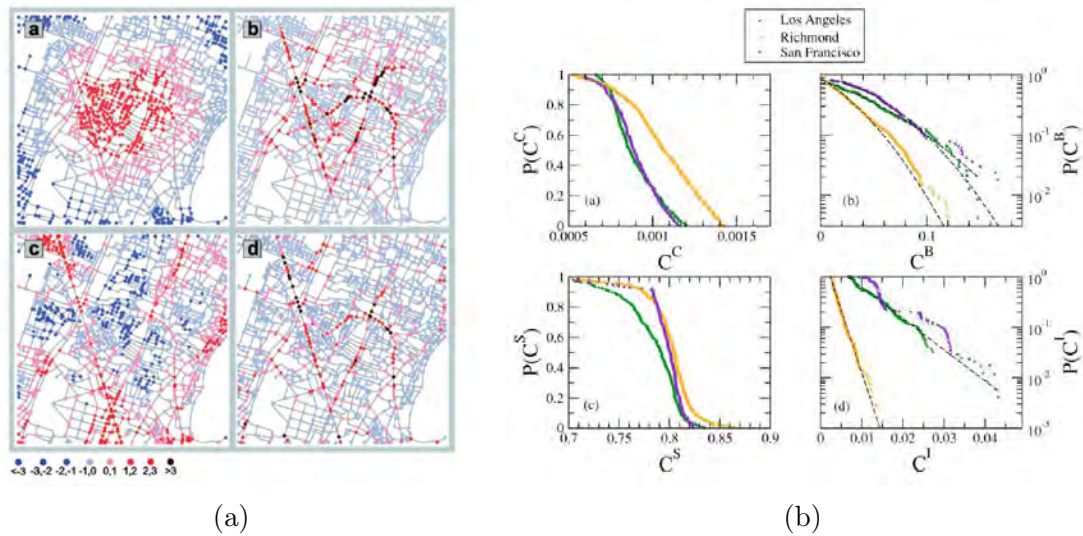 a
b
c
d
<-3 -3,-2 -2,-1 -1,0 0,1 1,2 2,3 >3
(a)
Los Angeles
Richmond
San Francisco
P(C^C)
1
0.8
0.6
0.4
0.2
0
(a)
0.0005 0.001 0.0015
C^C
(b)
10^0
10^-1
10^-2
P(C^B)
0 0.1
C^B
P(C^S)
1
0.8
0.6
0.4
0.2
0
(c)
0.7 0.75 0.8 0.85 0.9
C^S
(d)
10^0
10^-1
10^-2
10^-3
P(C^I)
0 0.01 0.02 0.03 0.04
C^I
(b)